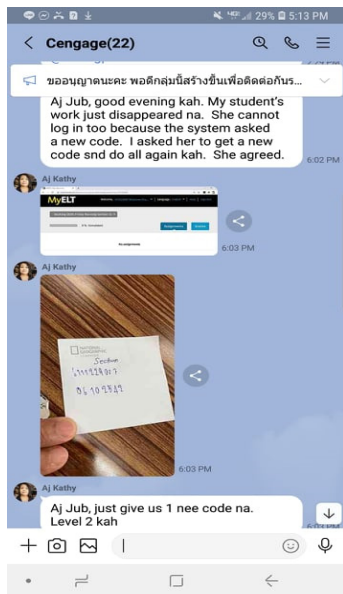 29% 5:13 PM
Cengage(22)
ขออนุญาตนะคะ พอดีกลุ่มนี้สร้างขึ้นเพื่อติดต่อกันร...
Aj Jub, good evening kah. My student's
work just disappeared na. She cannot
log in too because the system asked
a new code. I asked her to get a new
code snd do all again kah. She agreed.
6:02 PM
Aj Kathy
MyELT
6:03 PM
Aj Kathy
NATIONAL
GEOGRAPHIC
Section
6:03 PM
Aj Kathy
Aj Jub, just give us 1 nee code na.
Level 2 kah
6:03 PM